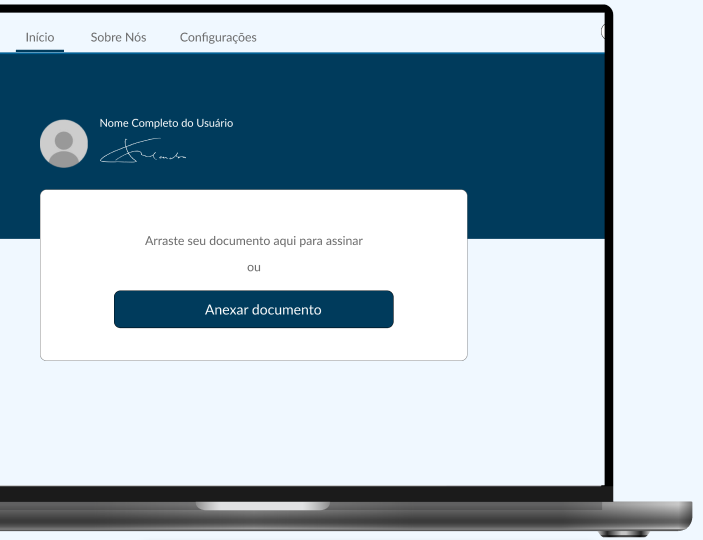 Início Sobre Nós Configurações
Nome Completo do Usuário
Arraste seu documento aqui para assinar
ou
Anexar documento